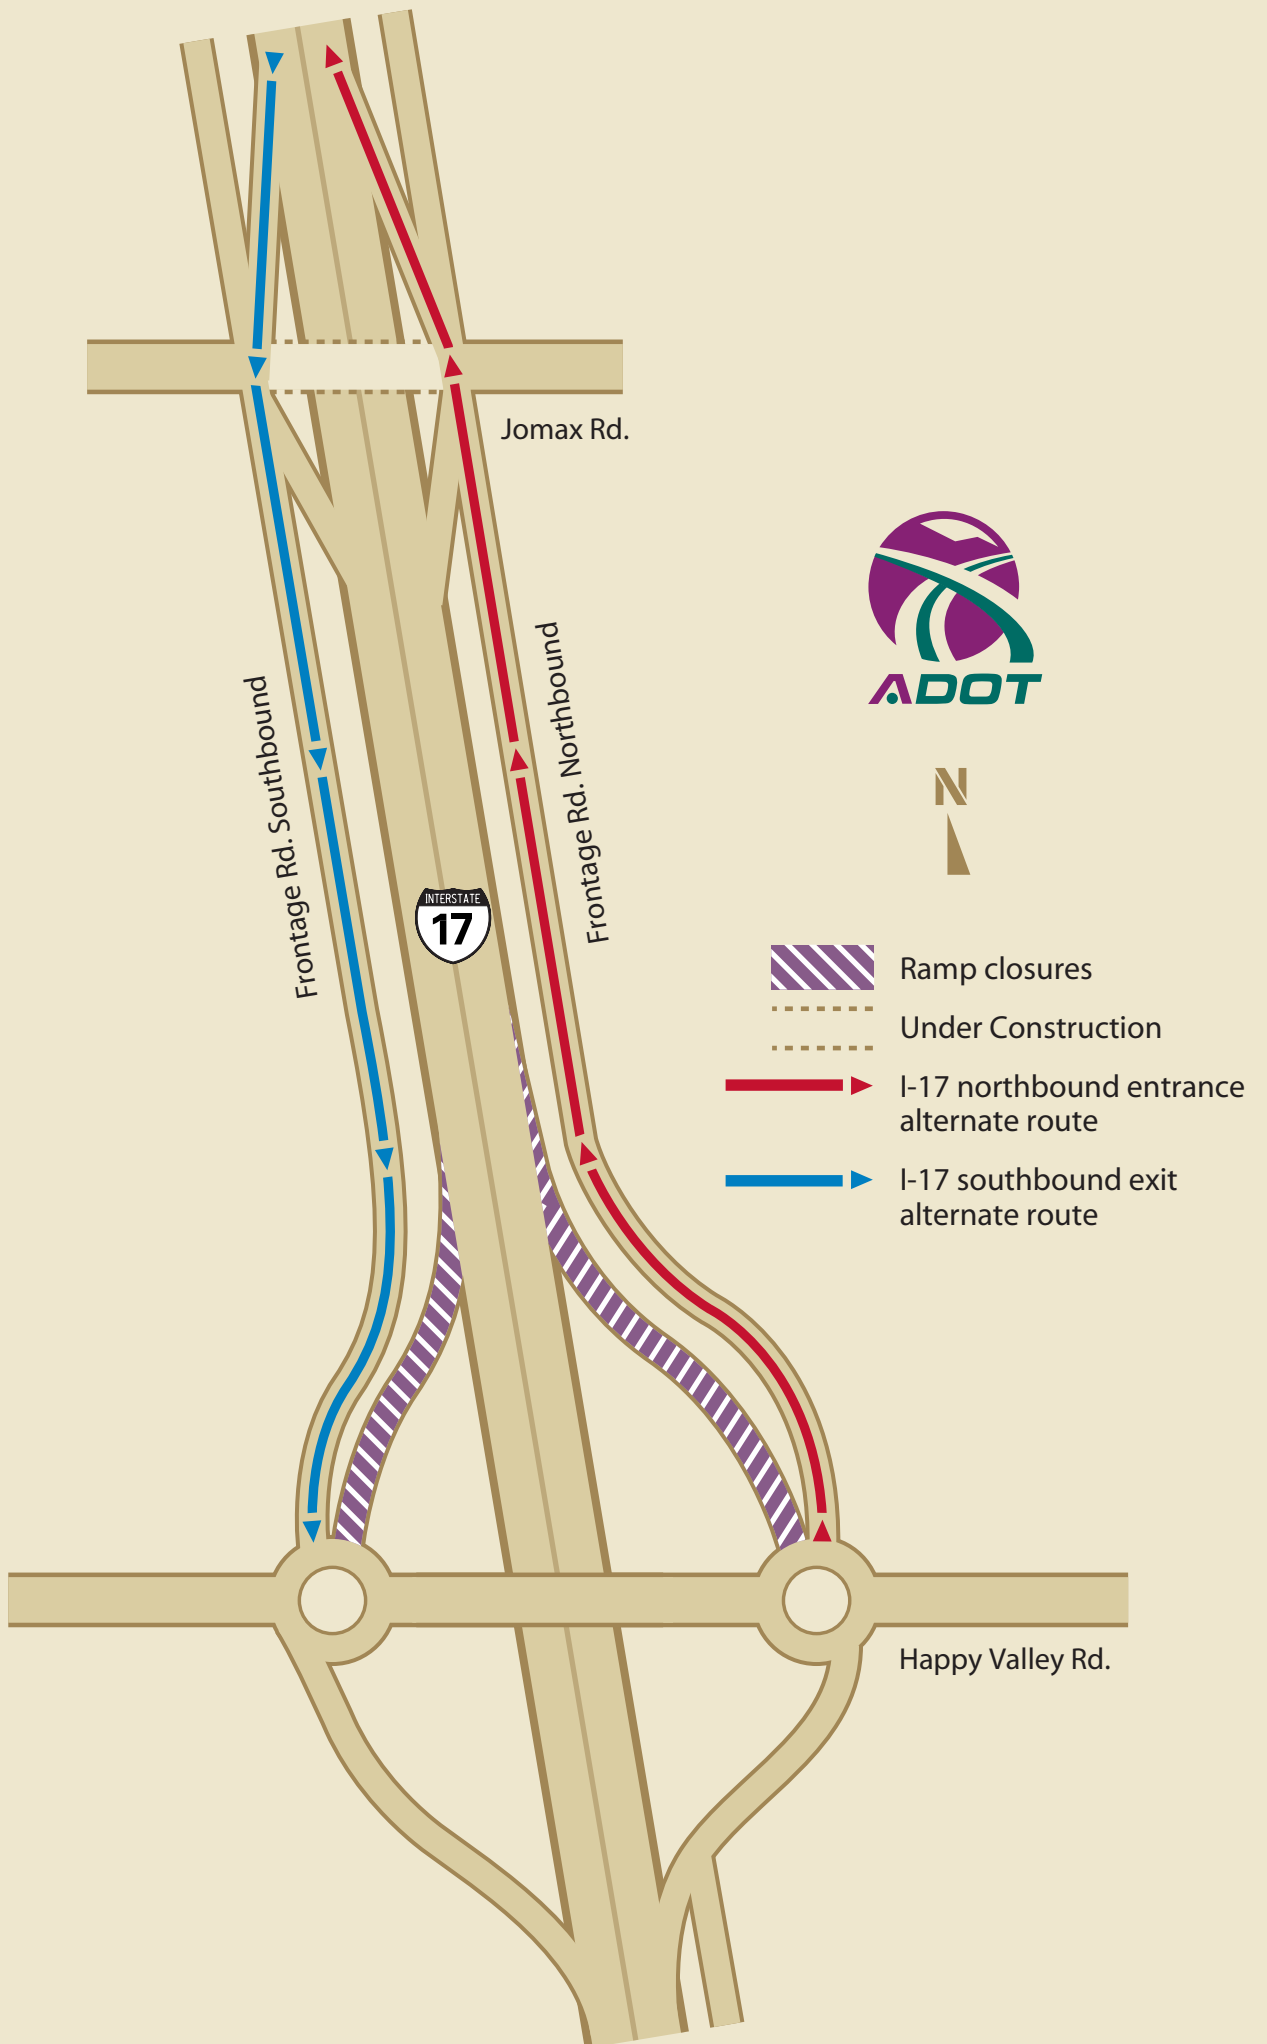 Jomax Rd.
ADOT
N
Frontage Rd. Southbound
Frontage Rd. Northbound
INTERSTATE
17
Ramp closures
Under Construction
I-17 northbound entrance
alternate route
I-17 southbound exit
alternate route
Happy Valley Rd.